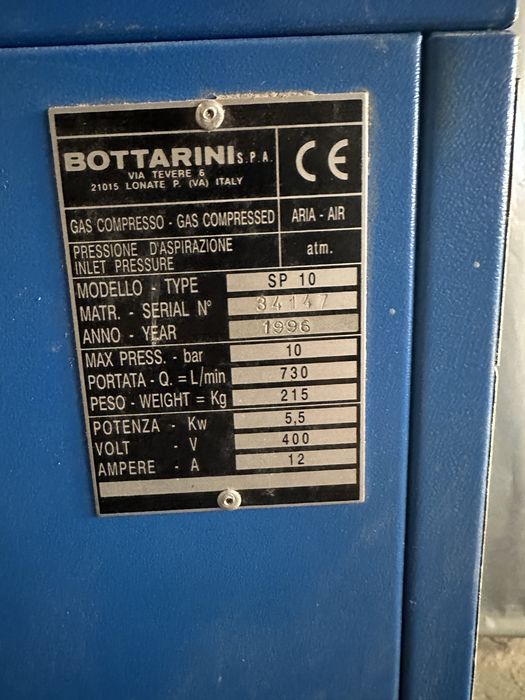 BOTTARINI S.P.A.
VIA TEVERE 6
21015 LONATE P. (VA) ITALY
CE
GAS COMPRESSO - GAS COMPRESSED ARIA - AIR
PRESSIONE D'ASPIRAZIONE
INLET PRESSURE atm.
MODELLO - TYPE SP 10
MATR. - SERIAL N° 34147
ANNO - YEAR 1996
MAX PRESS. - bar 10
PORTATA - Q. = L/min 730
PESO - WEIGHT = Kg 215
POTENZA - Kw 5,5
VOLT - V 400
AMPERE - A 12